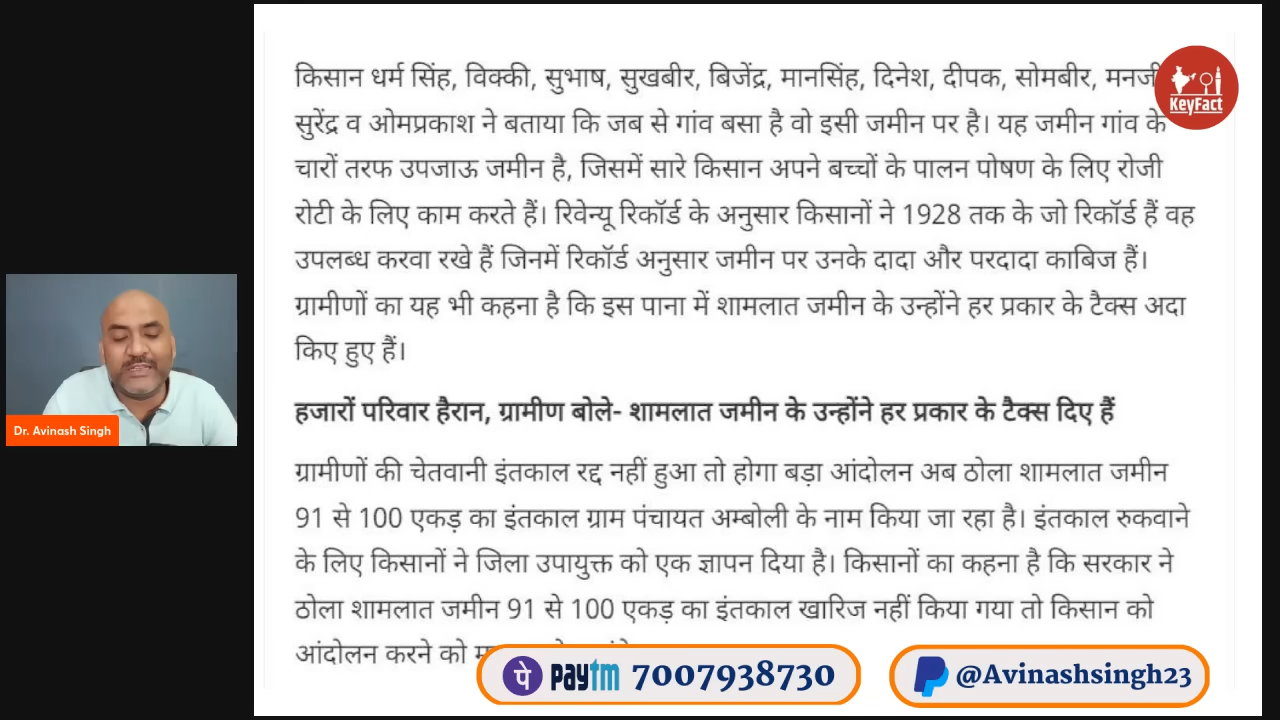 किसान धर्म सिंह, विक्की, सुभाष, सुखबीर, बिजेंद्र, मानसिंह, दिनेश, दीपक, सोमबीर,
सुरेंद्र व ओमप्रकाश ने बताया कि जब से गांव बसा है वो इसी जमीन पर है। यह जमीन गांव के
चारों तरफ उपजाऊ जमीन है, जिसमें सारे किसान अपने बच्चों के पालन पोषण के लिए रोजी
रोटी के लिए काम करते हैं। रिवेन्यू रिकॉर्ड के अनुसार किसानों ने 1928 तक के जो रिकॉर्ड हैं वह
उपलब्ध करवा रखे हैं जिनमें रिकॉर्ड अनुसार जमीन पर उनके दादा और परदादा काबिज हैं।
ग्रामीणों का यह भी कहना है कि इस पाना में शामलात जमीन के उन्होंने हर प्रकार के टैक्स अदा
किए हुए हैं।
हजारों परिवार हैरान, ग्रामीण बोले- शामलात जमीन के उन्होंने हर प्रकार के टैक्स दिए हैं
ग्रामीणों की चेतवानी इंतकाल रद्द नहीं हुआ तो होगा बड़ा आंदोलन अब ठोला शामलात जमीन
91 से 100 एकड़ का इंतकाल ग्राम पंचायत अम्बोली के नाम किया जा रहा है। इंतकाल रुकवाने
के लिए किसानों ने जिला उपायुक्त को एक ज्ञापन दिया है। किसानों का कहना है कि सरकार ने
ठोला शामलात जमीन 91 से 100 एकड़ का इंतकाल खारिज नहीं किया गया तो किसान को
आंदोलन करने को
KeyFact
Dr. Avinash Singh
पे paytm 7007938730
@Avinashsingh23